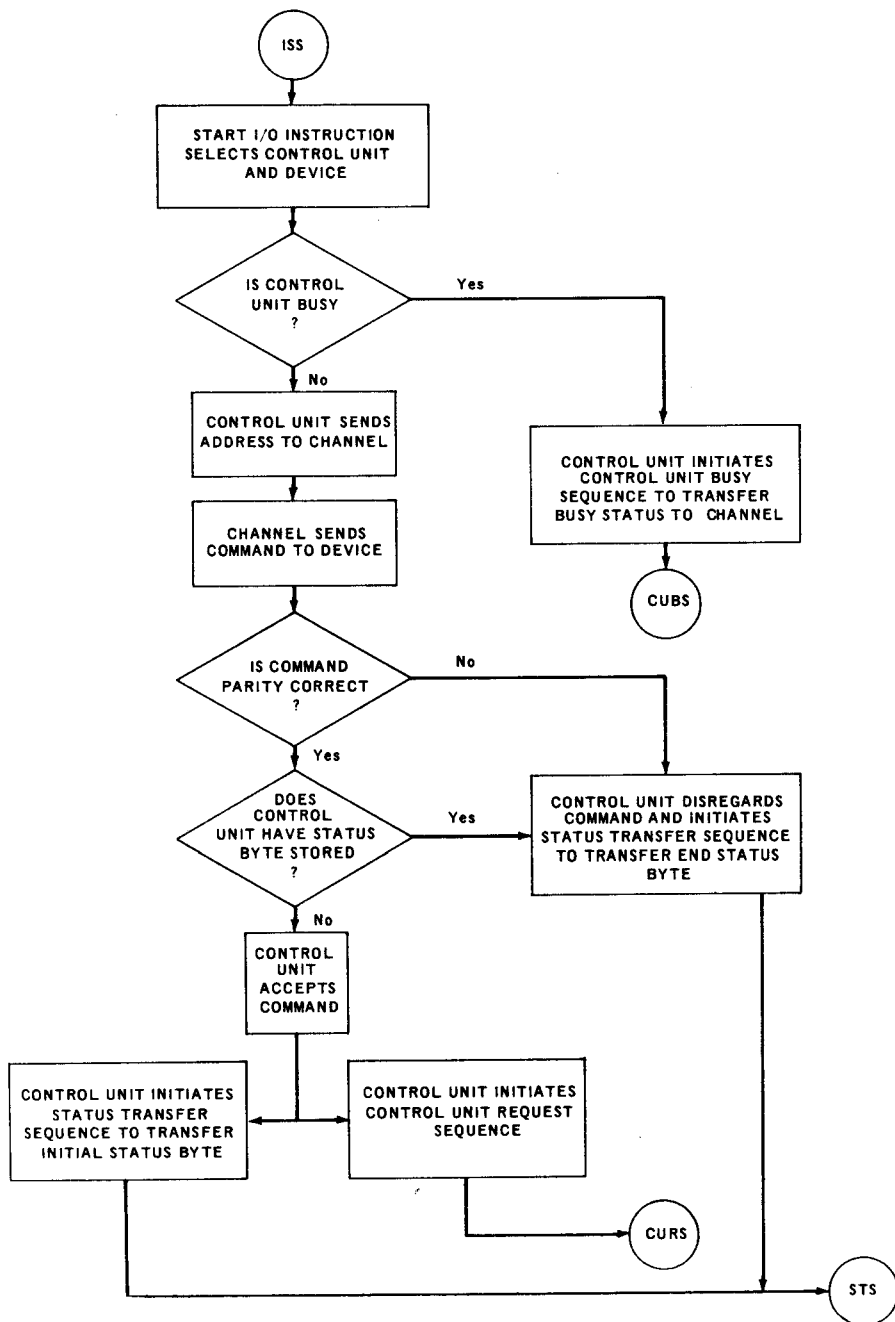 ISS
START I/O INSTRUCTION
SELECTS CONTROL UNIT
AND DEVICE
IS CONTROL
UNIT BUSY
?
Yes
No
CONTROL UNIT SENDS
ADDRESS TO CHANNEL
CONTROL UNIT INITIATES
CONTROL UNIT BUSY
SEQUENCE TO TRANSFER
BUSY STATUS TO CHANNEL
CHANNEL SENDS
COMMAND TO DEVICE
CUBS
IS COMMAND
PARITY CORRECT
?
No
Yes
DOES
CONTROL
UNIT HAVE STATUS
BYTE STORED
?
Yes
CONTROL UNIT DISREGARDS
COMMAND AND INITIATES
STATUS TRANSFER SEQUENCE
TO TRANSFER END STATUS
BYTE
No
CONTROL
UNIT
ACCEPTS
COMMAND
CONTROL UNIT INITIATES
STATUS TRANSFER
SEQUENCE TO TRANSFER
INITIAL STATUS BYTE
CONTROL UNIT INITIATES
CONTROL UNIT REQUEST
SEQUENCE
CURS
STS